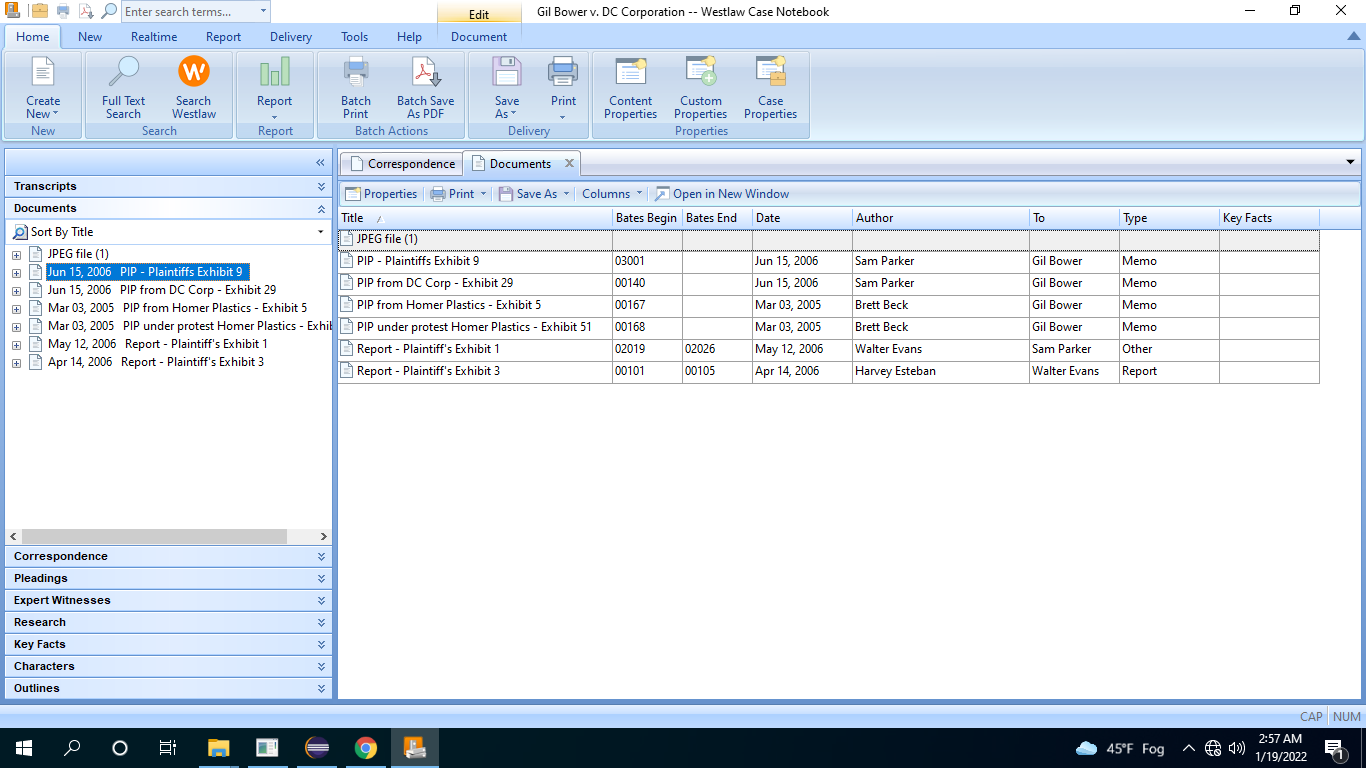 Enter search terms...
Edit
Gil Bower v. DC Corporation -- Westlaw Case Notebook
Home New Realtime Report Delivery Tools Help Document
Create New
Full Text Search
Search Westlaw
Report
Batch Print
Batch Save As PDF
Save As
Print
Content Properties
Custom Properties
Case Properties
New Search Report Batch Actions Delivery Properties
Transcripts
Documents
Sort By Title
JPEG file (1)
Jun 15, 2006 PIP - Plaintiffs Exhibit 9
Jun 15, 2006 PIP from DC Corp - Exhibit 29
Mar 03, 2005 PIP from Homer Plastics - Exhibit 5
Mar 03, 2005 PIP under protest Homer Plastics - Exhib
May 12, 2006 Report - Plaintiff's Exhibit 1
Apr 14, 2006 Report - Plaintiff's Exhibit 3
Correspondence
Pleadings
Expert Witnesses
Research
Key Facts
Characters
Outlines
Correspondence Documents
Properties Print Save As Columns Open in New Window
Title Bates Begin Bates End Date Author To Type Key Facts
JPEG file (1)
PIP - Plaintiffs Exhibit 9 03001 Jun 15, 2006 Sam Parker Gil Bower Memo
PIP from DC Corp - Exhibit 29 00140 Jun 15, 2006 Sam Parker Gil Bower Memo
PIP from Homer Plastics - Exhibit 5 00167 Mar 03, 2005 Brett Beck Gil Bower Memo
PIP under protest Homer Plastics - Exhibit 51 00168 Mar 03, 2005 Brett Beck Gil Bower Memo
Report - Plaintiff's Exhibit 1 02019 02026 May 12, 2006 Walter Evans Sam Parker Other
Report - Plaintiff's Exhibit 3 00101 00105 Apr 14, 2006 Harvey Esteban Walter Evans Report
CAP NUM
45°F Fog
2:57 AM
1/19/2022
1